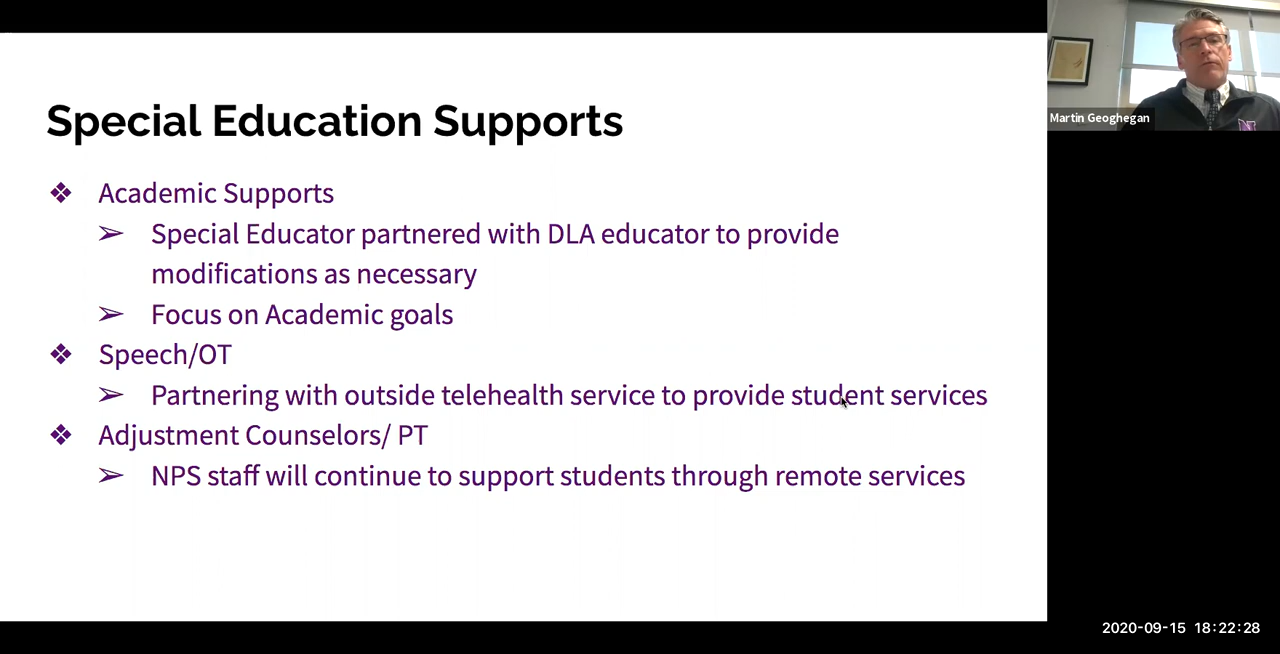 Special Education Supports
❖ Academic Supports
➢ Special Educator partnered with DLA educator to provide
modifications as necessary
➢ Focus on Academic goals
❖ Speech/OT
➢ Partnering with outside telehealth service to provide student services
❖ Adjustment Counselors/ PT
➢ NPS staff will continue to support students through remote services
Martin Geoghegan
N
2020-09-15 18:22:28